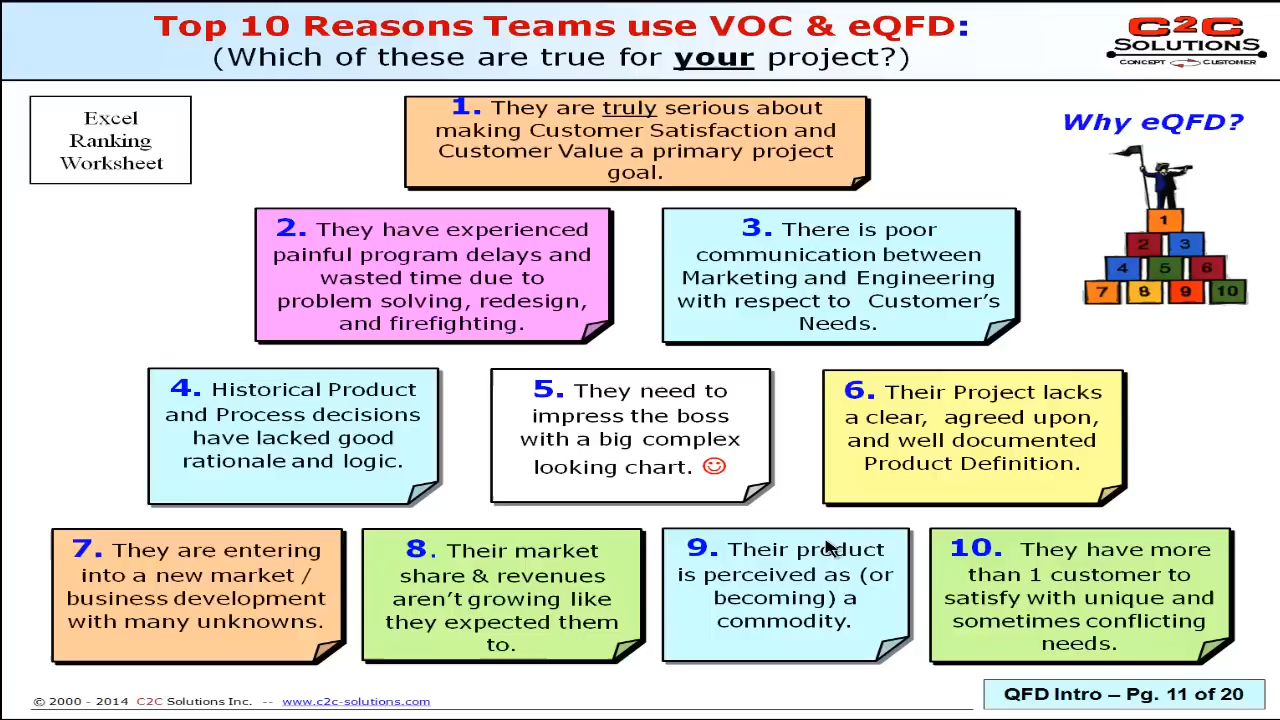 Top 10 Reasons Teams use VOC & eQFD:
(Which of these are true for your project?)
C2C
SOLUTIONS
CONCEPT CUSTOMER
Excel
Ranking
Worksheet
1. They are truly serious about
making Customer Satisfaction and
Customer Value a primary project
goal.
Why eQFD?
1
2 3
4 5 6
7 8 9 10
2. They have experienced
painful program delays and
wasted time due to
problem solving, redesign,
and firefighting.
3. There is poor
communication between
Marketing and Engineering
with respect to Customer’s
Needs.
4. Historical Product
and Process decisions
have lacked good
rationale and logic.
5. They need to
impress the boss
with a big complex
looking chart. ☺
6. Their Project lacks
a clear, agreed upon,
and well documented
Product Definition.
7. They are entering
into a new market /
business development
with many unknowns.
8. Their market
share & revenues
aren’t growing like
they expected them
to.
9. Their product
is perceived as (or
becoming) a
commodity.
10. They have more
than 1 customer to
satisfy with unique and
sometimes conflicting
needs.
© 2000 - 2014 C2C Solutions Inc. -- www.c2c-solutions.com
QFD Intro – Pg. 11 of 20